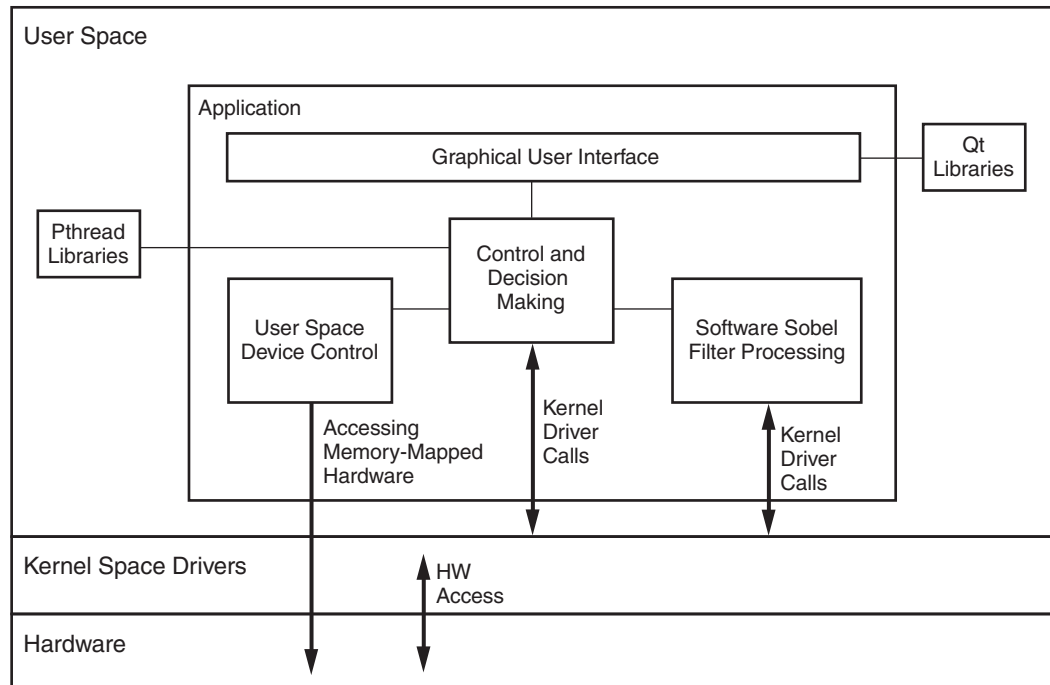 User Space
Application
Graphical User Interface
Qt
Libraries
Pthread
Libraries
Control and
Decision
Making
User Space
Device Control
Software Sobel
Filter Processing
Accessing
Memory-Mapped
Hardware
Kernel
Driver
Calls
Kernel
Driver
Calls
Kernel Space Drivers
HW
Access
Hardware